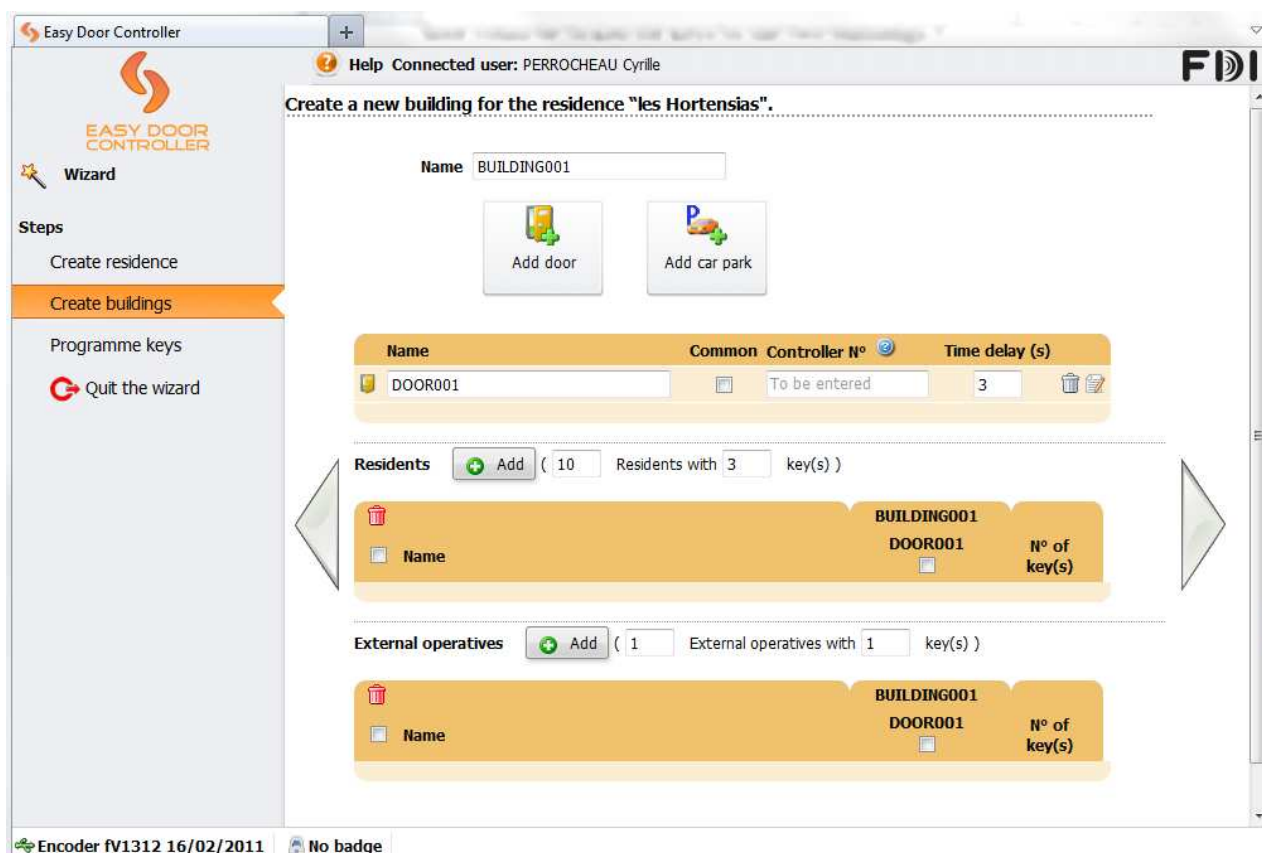 Easy Door Controller
+
Help Connected user: PERROCHEAU Cyrille
FDI
Create a new building for the residence "les Hortensias".
EASY DOOR
CONTROLLER
Wizard
Steps
Create residence
Create buildings
Programme keys
Quit the wizard
Name BUILDING001
Add door
P
Add car park
Name Common Controller Nº ? Time delay (s)
DOOR001 To be entered 3
Residents Add ( 10 Residents with 3 key(s) )
BUILDING001
Name DOOR001 Nº of
key(s)
External operatives Add ( 1 External operatives with 1 key(s) )
BUILDING001
Name DOOR001 Nº of
key(s)
Encoder fV1312 16/02/2011 No badge